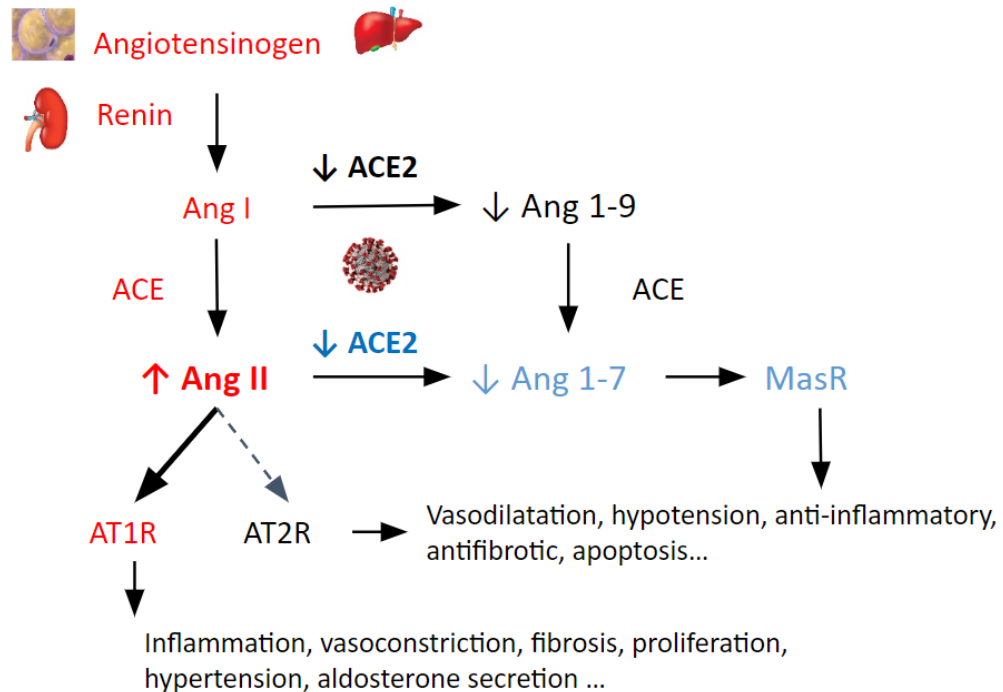 Angiotensinogen
Renin
↓ ACE2
Ang I
↓ Ang 1-9
ACE
ACE
↓ ACE2
↑ Ang II
↓ Ang 1-7
MasR
AT1R
AT2R
Vasodilatation, hypotension, anti-inflammatory,
antifibrotic, apoptosis...
Inflammation, vasoconstriction, fibrosis, proliferation,
hypertension, aldosterone secretion ...